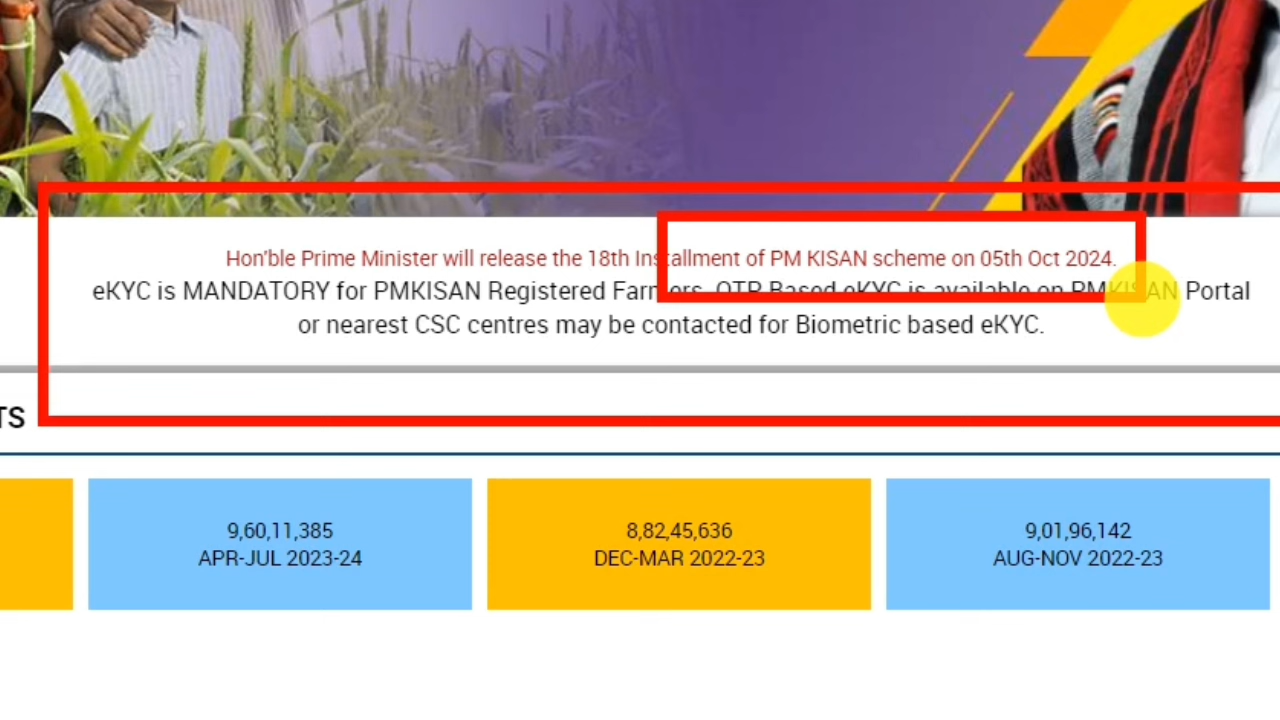 Hon'ble Prime Minister will release the 18th Installment of PM KISAN scheme on 05th Oct 2024.
eKYC is MANDATORY for PMKISAN Registered Farmers. OTP Based eKYC is available on PMKISAN Portal
or nearest CSC centres may be contacted for Biometric based eKYC.
TS
9,60,11,385 8,82,45,636 9,01,96,142
APR-JUL 2023-24 DEC-MAR 2022-23 AUG-NOV 2022-23